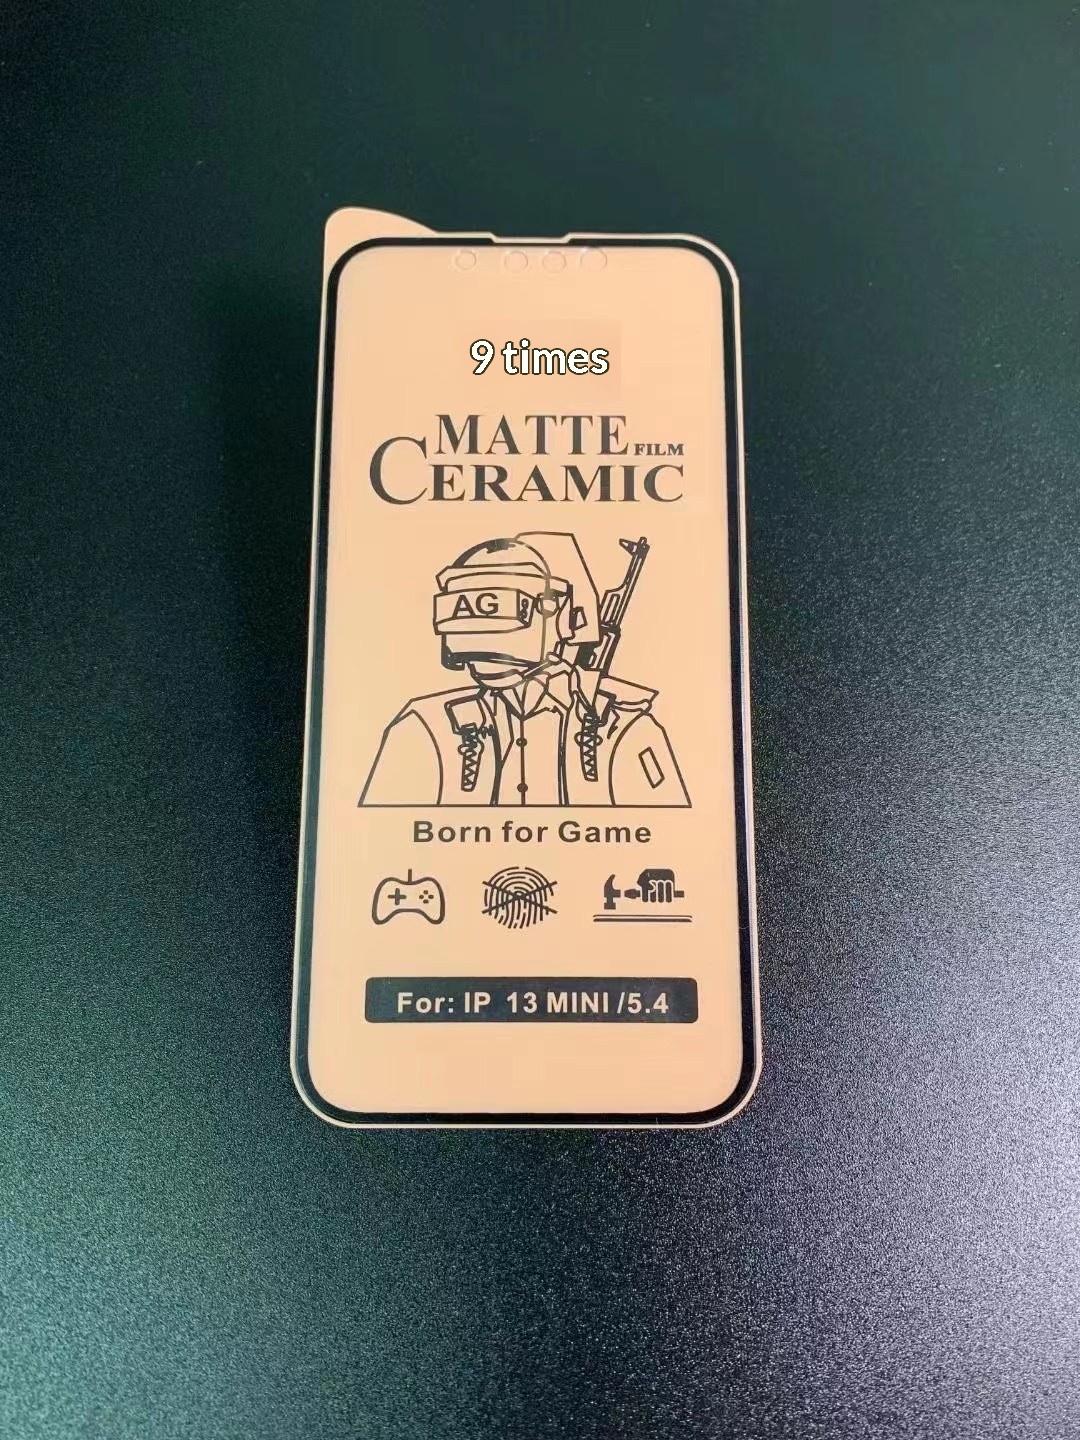 9 times
MATTE FILM
CERAMIC
AG
Born for Game
For: IP 13 MINI /5.4